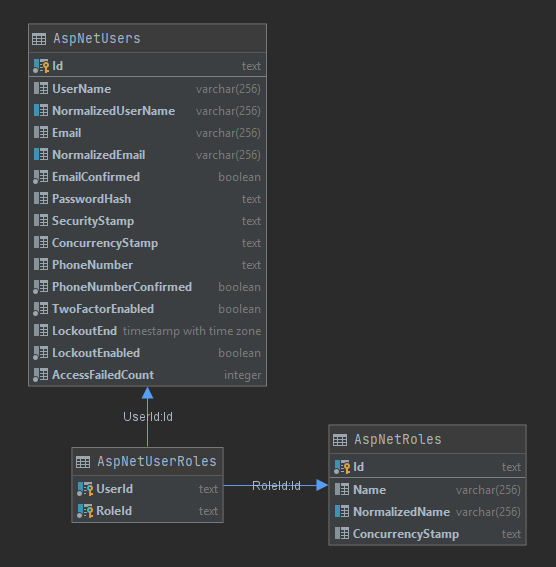 AspNetUsers
Id text
UserName varchar(256)
NormalizedUserName varchar(256)
Email varchar(256)
NormalizedEmail varchar(256)
EmailConfirmed boolean
PasswordHash text
SecurityStamp text
ConcurrencyStamp text
PhoneNumber text
PhoneNumberConfirmed boolean
TwoFactorEnabled boolean
LockoutEnd timestamp with time zone
LockoutEnabled boolean
AccessFailedCount integer
UserId:Id
AspNetUserRoles
UserId text
RoleId text
RoleId:Id
AspNetRoles
Id text
Name varchar(256)
NormalizedName varchar(256)
ConcurrencyStamp text